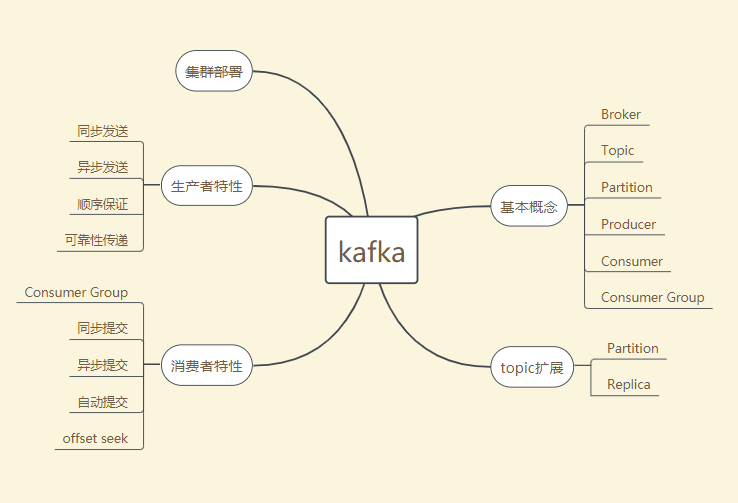 kafka
集群部署
生产者特性
同步发送
异步发送
顺序保证
可靠性传递
消费者特性
Consumer Group
同步提交
异步提交
自动提交
offset seek
基本概念
Broker
Topic
Partition
Producer
Consumer
Consumer Group
topic扩展
Partition
Replica